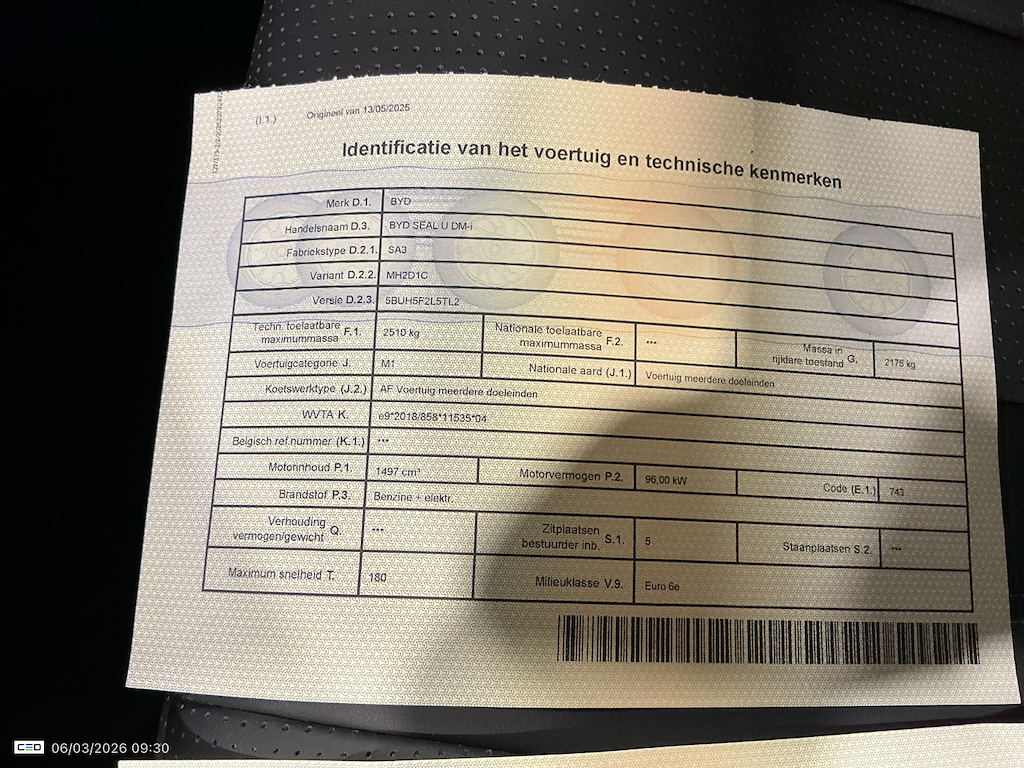 (I.1.) Origineel van 13/05/2025
Identificatie van het voertuig en technische kenmerken
Merk D.1. BYD
Handelsnaam D.3. BYD SEAL U DM-i
Fabriekstype D.2.1. SA3
Variant D.2.2. MH2D1C
Versie D.2.3. 5BUH5F2L5TL2
Techn. toelaatbare maximummassa F.1. 2510 kg Nationale toelaatbare maximummassa F.2. --- Massa in rijklare toestand G. 2175 kg
Voertuigcategorie J. M1 Nationale aard (J.1.) Voertuig meerdere doeleinden
Koetswerktype (J.2.) AF Voertuig meerdere doeleinden
WVTA K. e9*2018/858*11535*04
Belgisch ref.nummer (K.1.) ---
Motorinhoud P.1. 1497 cm³ Motorvermogen P.2. 96,00 kW Code (E.1.) 743
Brandstof P.3. Benzine + elektr.
Verhouding vermogen/gewicht Q. --- Zitplaatsen bestuurder inb. S.1. 5 Staanplaatsen S.2. ---
Maximum snelheid T. 180 Milieuklasse V.9. Euro 6e
CED 06/03/2026 09:30